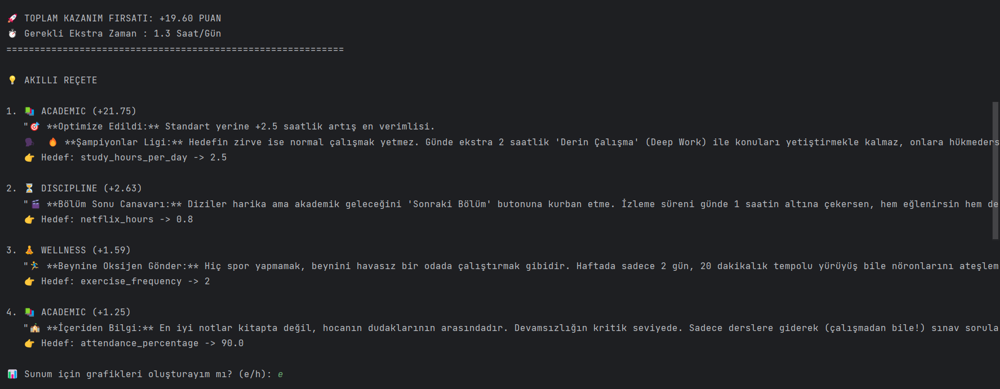 🚀 TOPLAM KAZANIM FIRSATI: +19.60 PUAN
⏱️ Gerekli Ekstra Zaman : 1.3 Saat/Gün
============================================================
💡 AKILLI REÇETE
1. 📚 ACADEMIC (+21.75)
"🎯 **Optimize Edildi:** Standart yerine +2.5 saatlik artış en verimlisi.
🗣️ 🔥 **Şampiyonlar Ligi:** Hedefin zirve ise normal çalışmak yetmez. Günde ekstra 2 saatlik 'Derin Çalışma' (Deep Work) ile konuları yetiştirmekle kalmaz, onlara hükmeders
👉 Hedef: study_hours_per_day -> 2.5
2. ⏳ DISCIPLINE (+2.63)
"🎬 **Bölüm Sonu Canavarı:** Diziler harika ama akademik geleceğini 'Sonraki Bölüm' butonuna kurban etme. İzleme süreni günde 1 saatin altına çekersen, hem eğlenirsin hem de
👉 Hedef: netflix_hours -> 0.8
3. 🧘 WELLNESS (+1.59)
"🏃 **Beynine Oksijen Gönder:** Hiç spor yapmamak, beynini havasız bir odada çalıştırmak gibidir. Haftada sadece 2 gün, 20 dakikalık tempolu yürüyüş bile nöronlarını ateşlem
👉 Hedef: exercise_frequency -> 2
4. 📚 ACADEMIC (+1.25)
"🏫 **İçeriden Bilgi:** En iyi notlar kitapta değil, hocanın dudaklarının arasındadır. Devamsızlığın kritik seviyede. Sadece derslere giderek (çalışmadan bile!) sınav sorula
👉 Hedef: attendance_percentage -> 90.0
📊 Sunum için grafikleri oluşturayım mı? (e/h): e